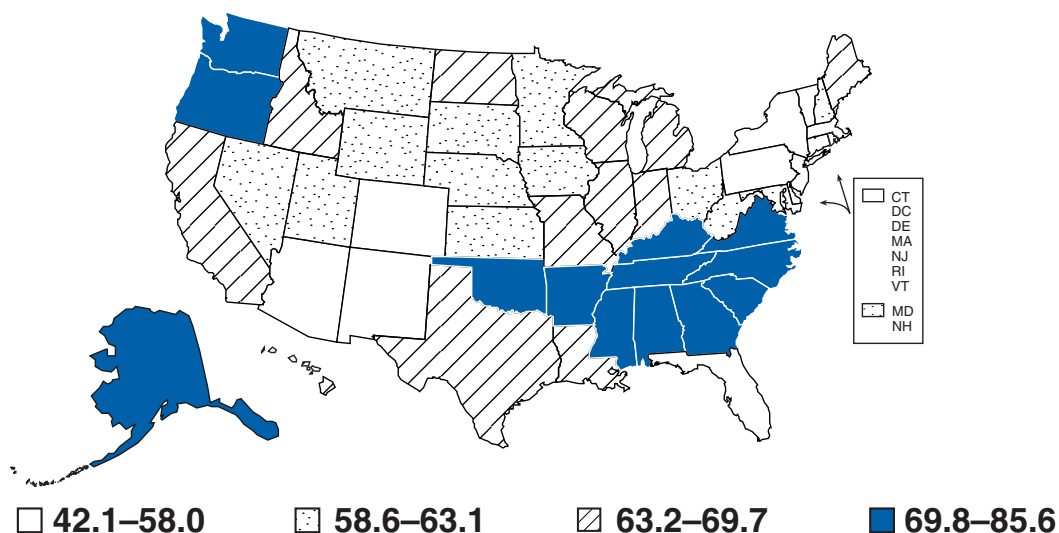 CT
DC
DE
MA
NJ
RI
VT
MD
NH
42.1–58.0 58.6–63.1 63.2–69.7 69.8–85.6